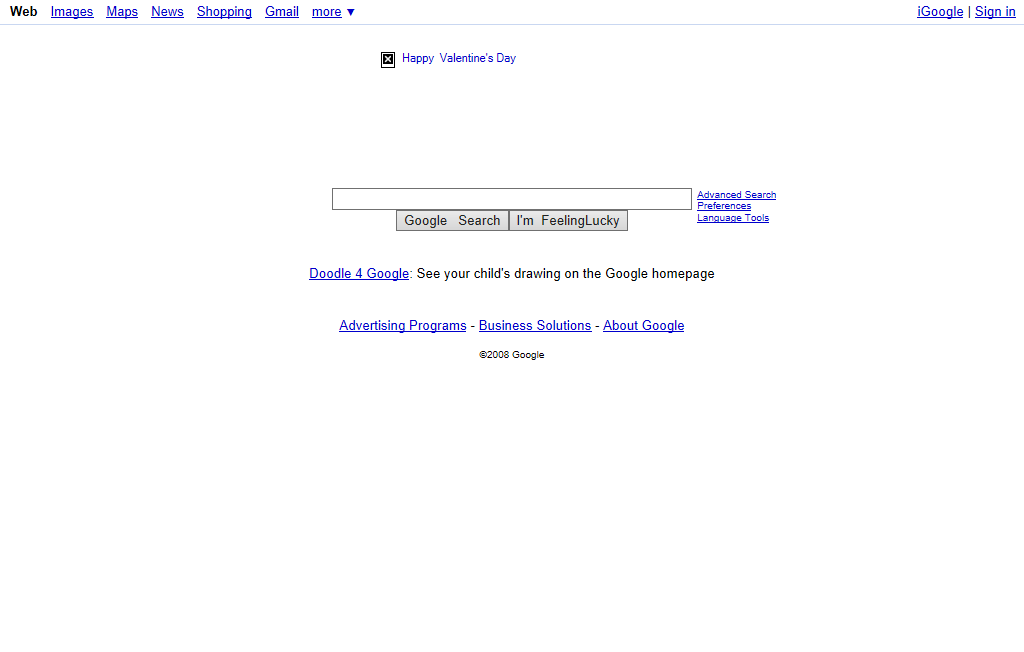 Web Images Maps News Shopping Gmail more ▼ iGoogle | Sign in
Happy Valentine's Day
Advanced Search
Preferences
Language Tools
Google Search I'm FeelingLucky
Doodle 4 Google: See your child's drawing on the Google homepage
Advertising Programs - Business Solutions - About Google
©2008 Google